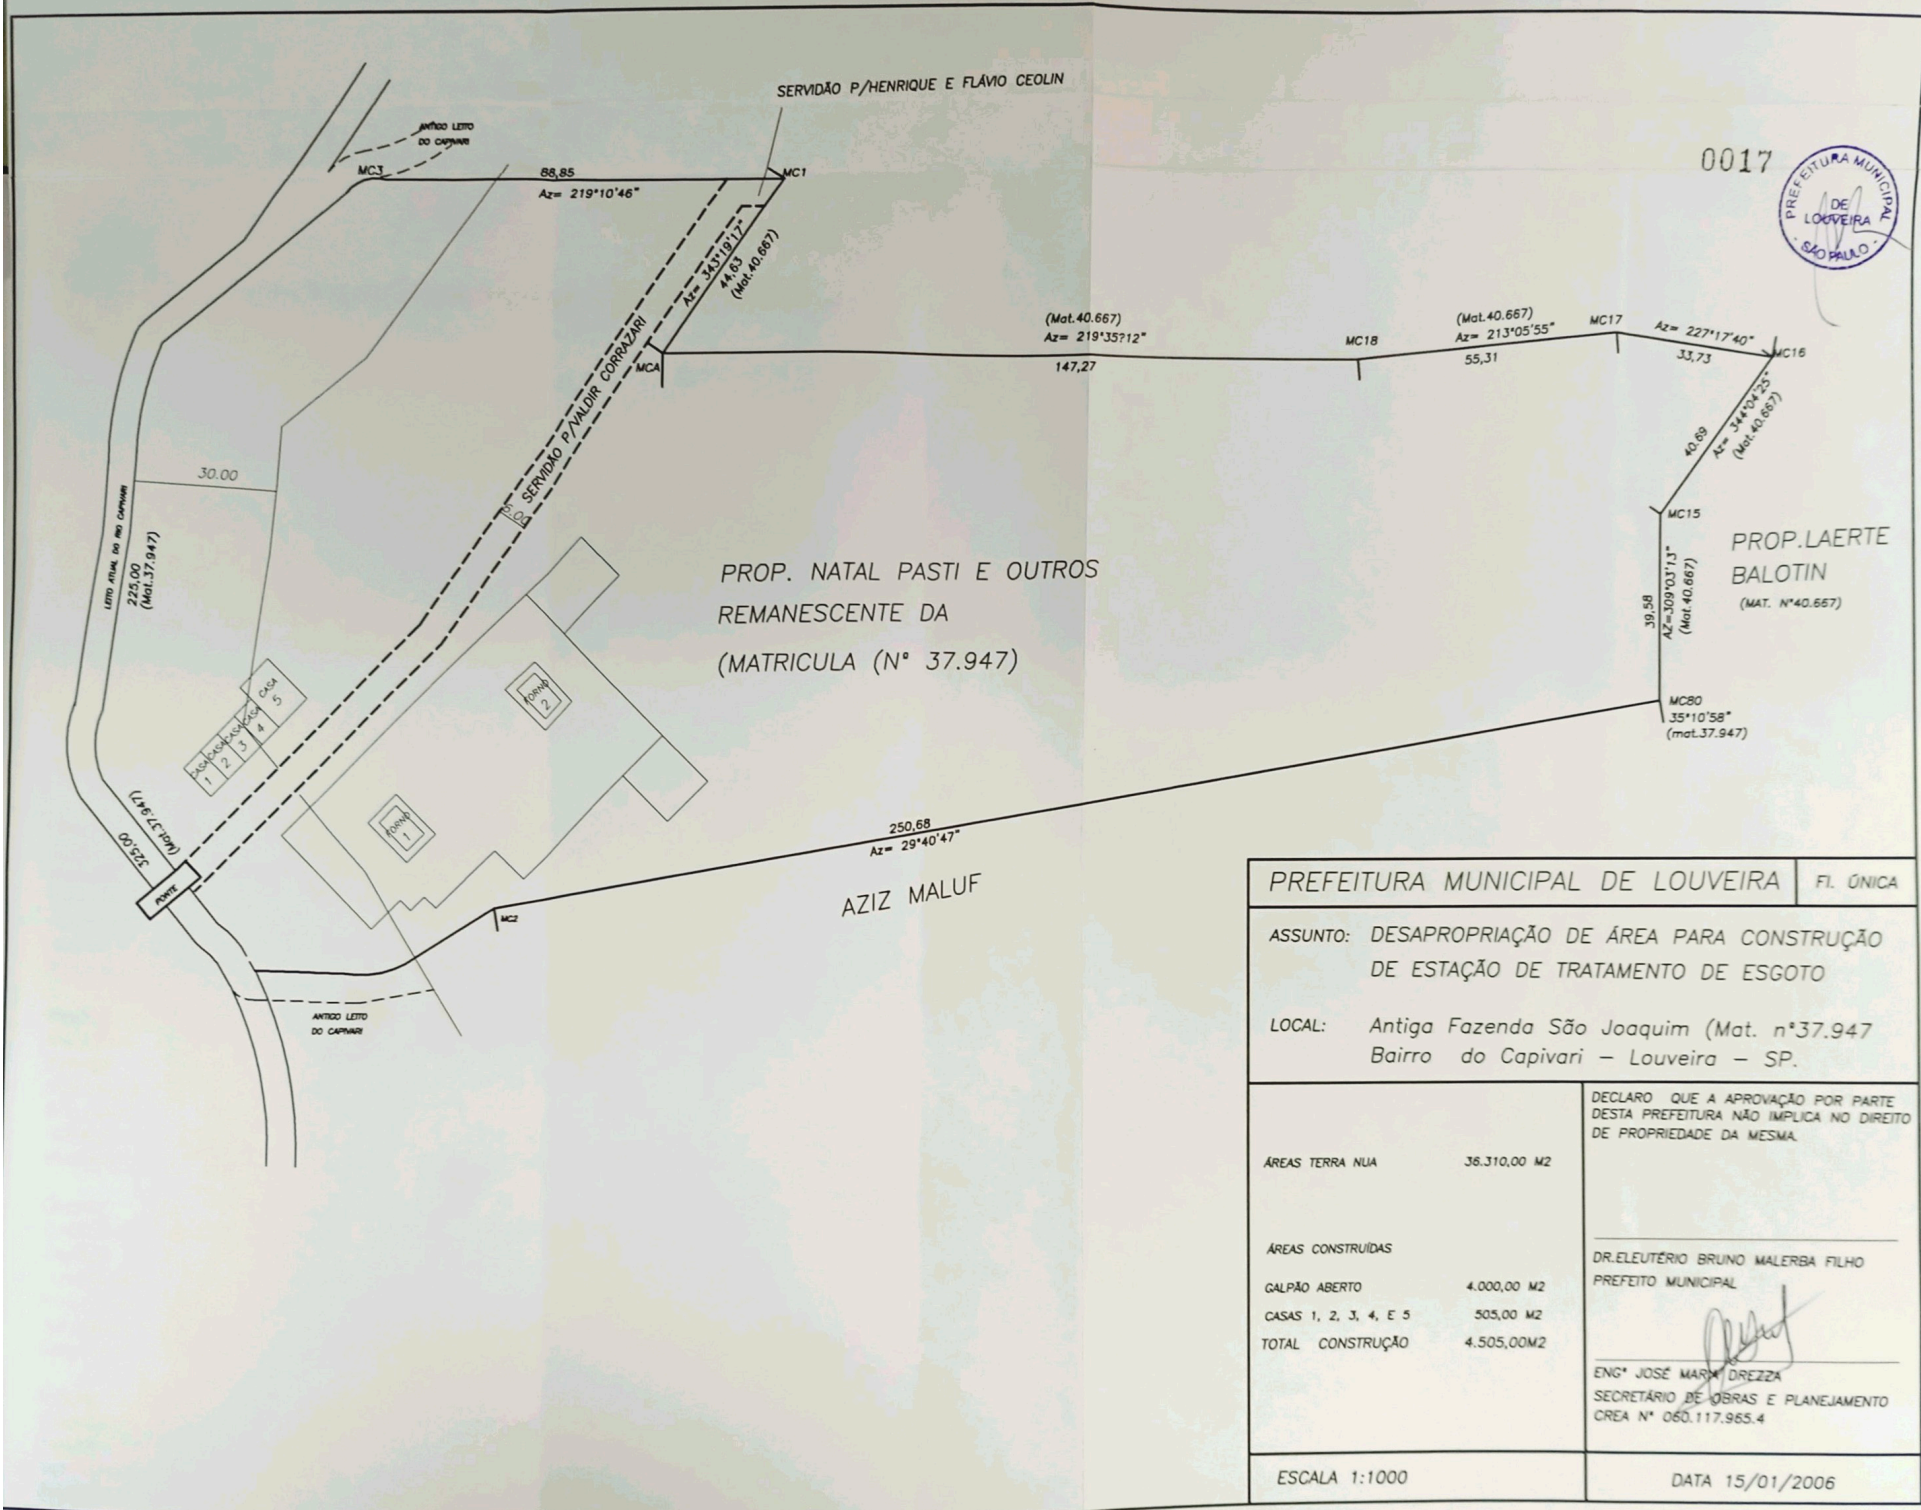 SERVIDÃO P/HENRIQUE E FLÁVIO CEOLIN
ANTIGO LEITO
DO CAPIVARI
MC3
88,85
Az= 219°10'46"
MC1
0017
PREFEITURA MUNICIPAL
DE
LOUVEIRA
- SÃO PAULO -
Az= 343°19'17"
44,63
(Mat.40.667)
SERVIDÃO P/VALDIR CORRAZARI
6.00
MCA
(Mat.40.667)
Az= 219°35?12"
147,27
MC18
(Mat.40.667)
Az= 213°05'55"
55,31
MC17
Az= 227°17'40"
33,73
MC16
40,69
Az= 344°04'25"
(Mat.40.667)
MC15
39,58
AZ=309°03'13"
(Mat.40.667)
PROP.LAERTE
BALOTIN
(MAT. N°40.667)
MC80
35°10'58"
(mat.37.947)
30.00
LEITO ATUAL DO RIO CAPIVARI
225,00
(Mat.37.947)
PROP. NATAL PASTI E OUTROS
REMANESCENTE DA
(MATRICULA (N° 37.947)
CASA
1
CASA
2
CASA
3
CASA
4
CASA
5
FORNO
2
FORNO
1
325,00
(Mat.37.947)
PONTE
MC2
250,68
Az= 29°40'47"
AZIZ MALUF
ANTIGO LEITO
DO CAPIVARI
PREFEITURA MUNICIPAL DE LOUVEIRA
Fl. ÚNICA
ASSUNTO: DESAPROPRIAÇÃO DE ÁREA PARA CONSTRUÇÃO
DE ESTAÇÃO DE TRATAMENTO DE ESGOTO
LOCAL: Antiga Fazenda São Joaquim (Mat. n°37.947
Bairro do Capivari – Louveira – SP.
ÁREAS TERRA NUA 36.310,00 M2
ÁREAS CONSTRUÍDAS
GALPÃO ABERTO 4.000,00 M2
CASAS 1, 2, 3, 4, E 5 505,00 M2
TOTAL CONSTRUÇÃO 4.505,00M2
DECLARO QUE A APROVAÇÃO POR PARTE
DESTA PREFEITURA NÃO IMPLICA NO DIREITO
DE PROPRIEDADE DA MESMA.
DR.ELEUTÉRIO BRUNO MALERBA FILHO
PREFEITO MUNICIPAL
ENG° JOSÉ MARIA DREZZA
SECRETÁRIO DE OBRAS E PLANEJAMENTO
CREA N° 060.117.965.4
ESCALA 1:1000
DATA 15/01/2006